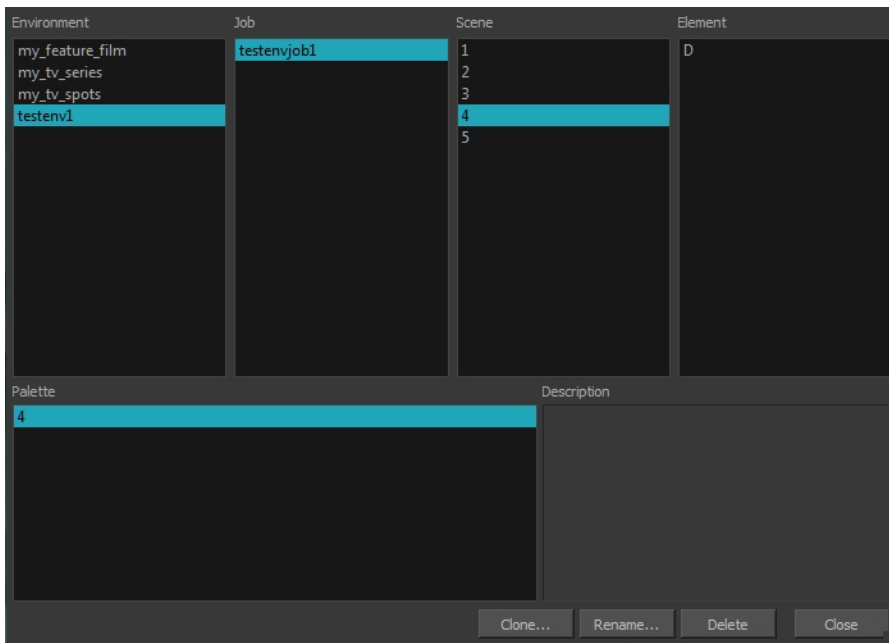 Environment
Job
Scene
Element
my_feature_film
my_tv_series
my_tv_spots
testenv1
testenvjob1
1
2
3
4
5
D
Palette
Description
4
Clone...
Rename...
Delete
Close